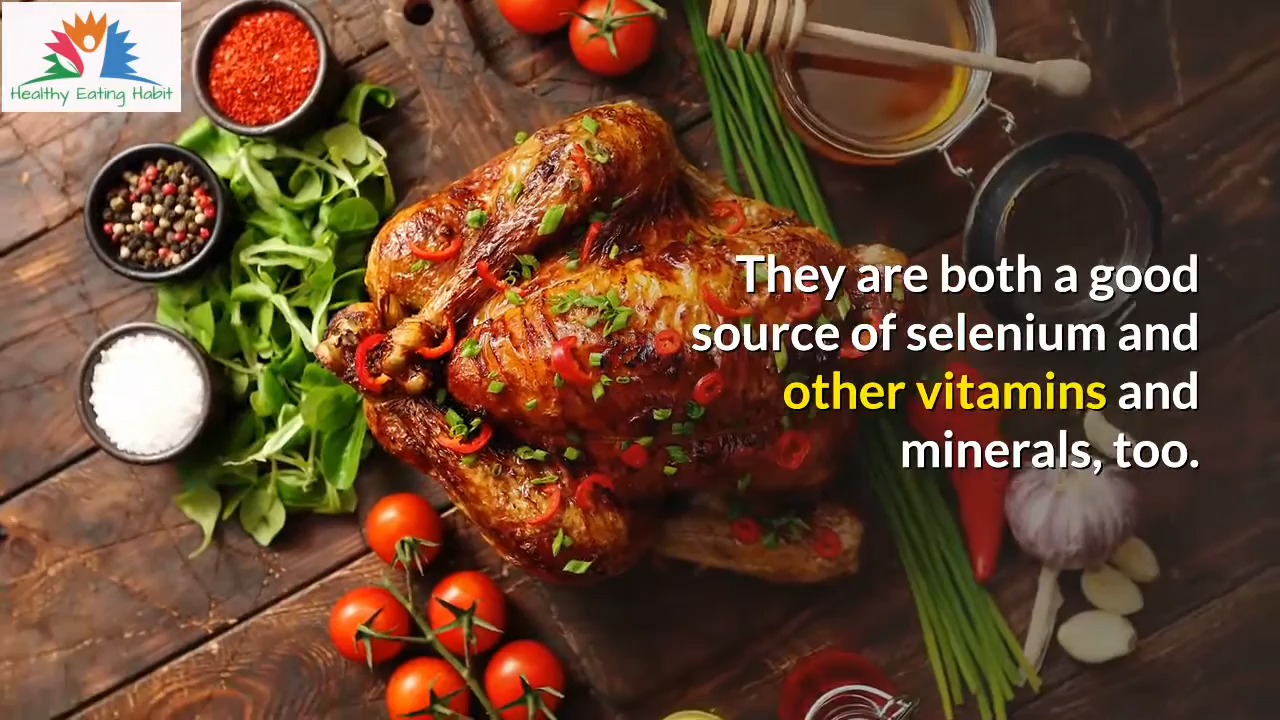 Healthy Eating Habit
They are both a good
source of selenium and
other vitamins and
minerals, too.